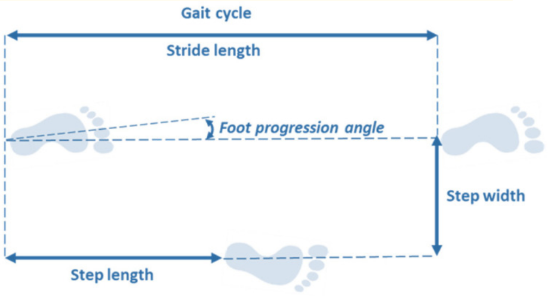 Gait cycle
Stride length
Foot progression angle
Step width
Step length